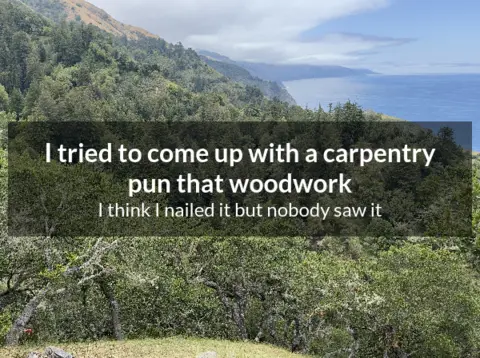 I tried to come up with a carpentry
pun that woodwork
I think I nailed it but nobody saw it